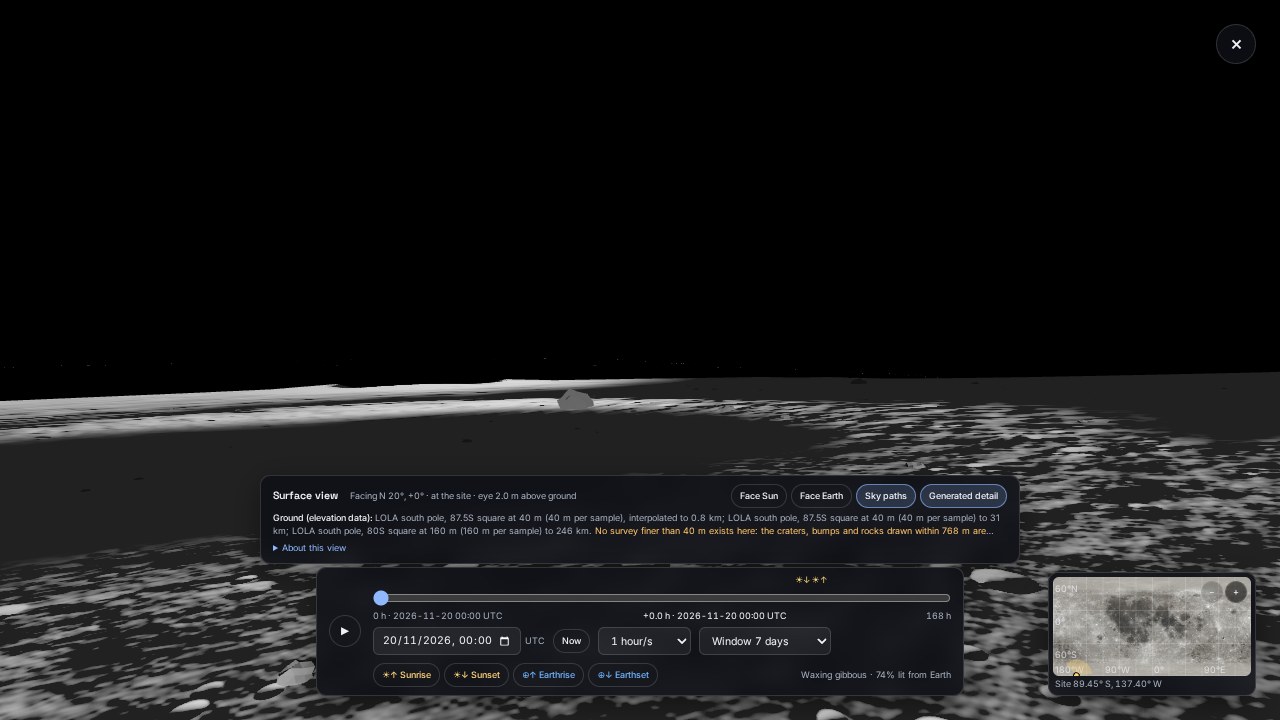 ×
Surface view Facing N 20°, +0° · at the site · eye 2.0 m above ground Face Sun Face Earth Sky paths Generated detail
Ground (elevation data): LOLA south pole, 87.5S square at 40 m (40 m per sample), interpolated to 0.8 km; LOLA south pole, 87.5S square at 40 m (40 m per sample) to 31
km; LOLA south pole, 80S square at 160 m (160 m per sample) to 246 km. No survey finer than 40 m exists here: the craters, bumps and rocks drawn within 768 m are…
▶ About this view
☀↓ ☀↑
▶
0 h · 2026-11-20 00:00 UTC +0.0 h · 2026-11-20 00:00 UTC 168 h
20/11/2026, 00:00 UTC Now 1 hour/s Window 7 days
☀↑ Sunrise ☀↓ Sunset ⊕↑ Earthrise ⊕↓ Earthset Waxing gibbous · 74% lit from Earth
− +
60°N
0°
60°S
180°W 90°W 0° 90°E
Site 89.45° S, 137.40° W